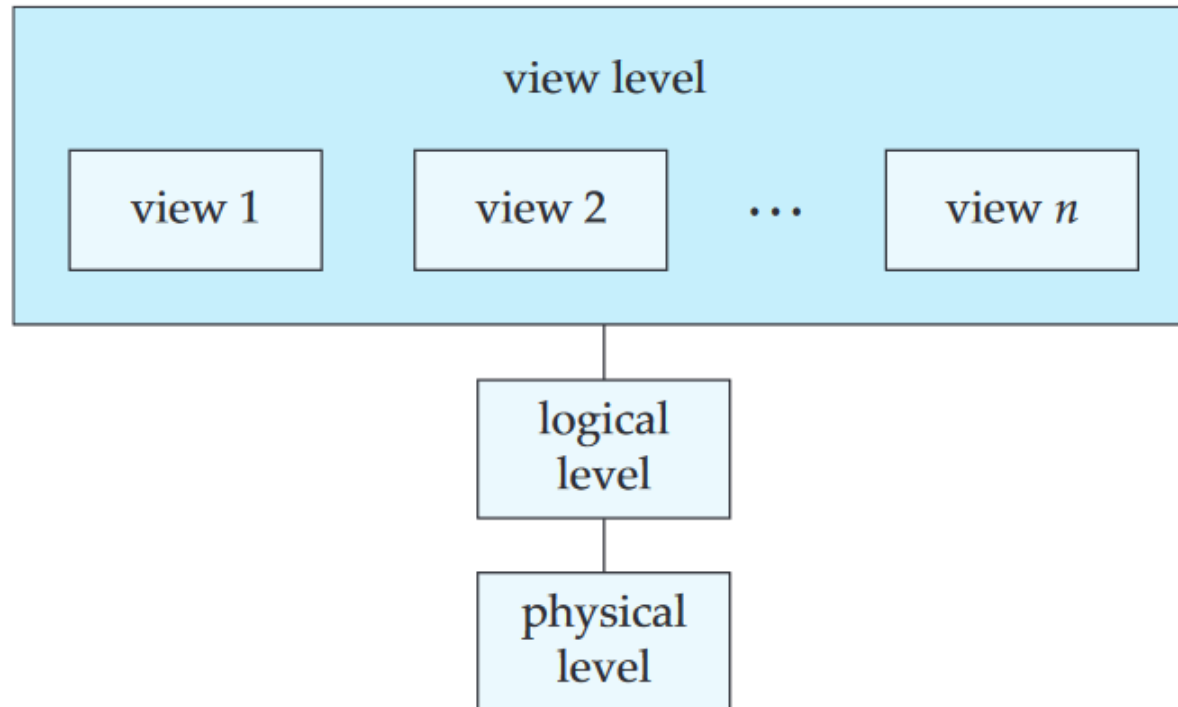 view level
view 1 view 2 ... view n
logical
level
physical
level